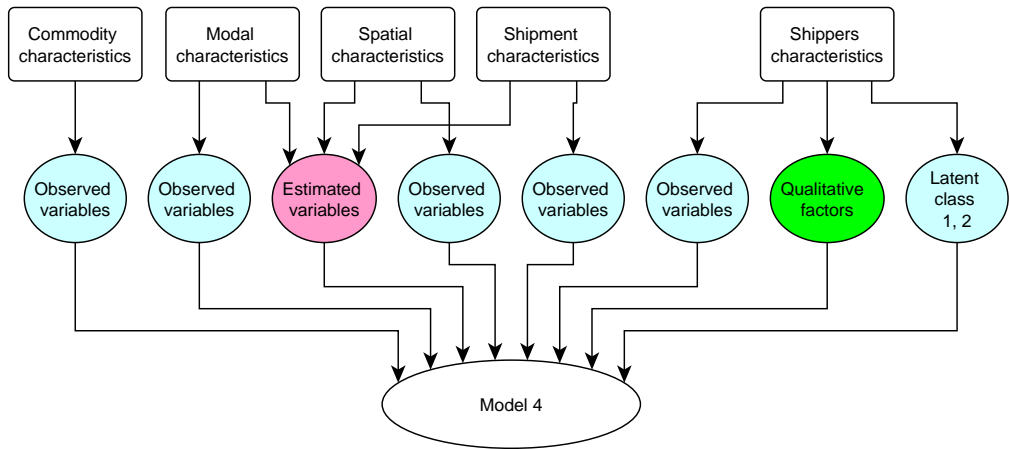 Commodity
characteristics
Modal
characteristics
Spatial
characteristics
Shipment
characteristics
Shippers
characteristics
Observed
variables
Observed
variables
Estimated
variables
Observed
variables
Observed
variables
Observed
variables
Qualitative
factors
Latent
class
1, 2
Model 4